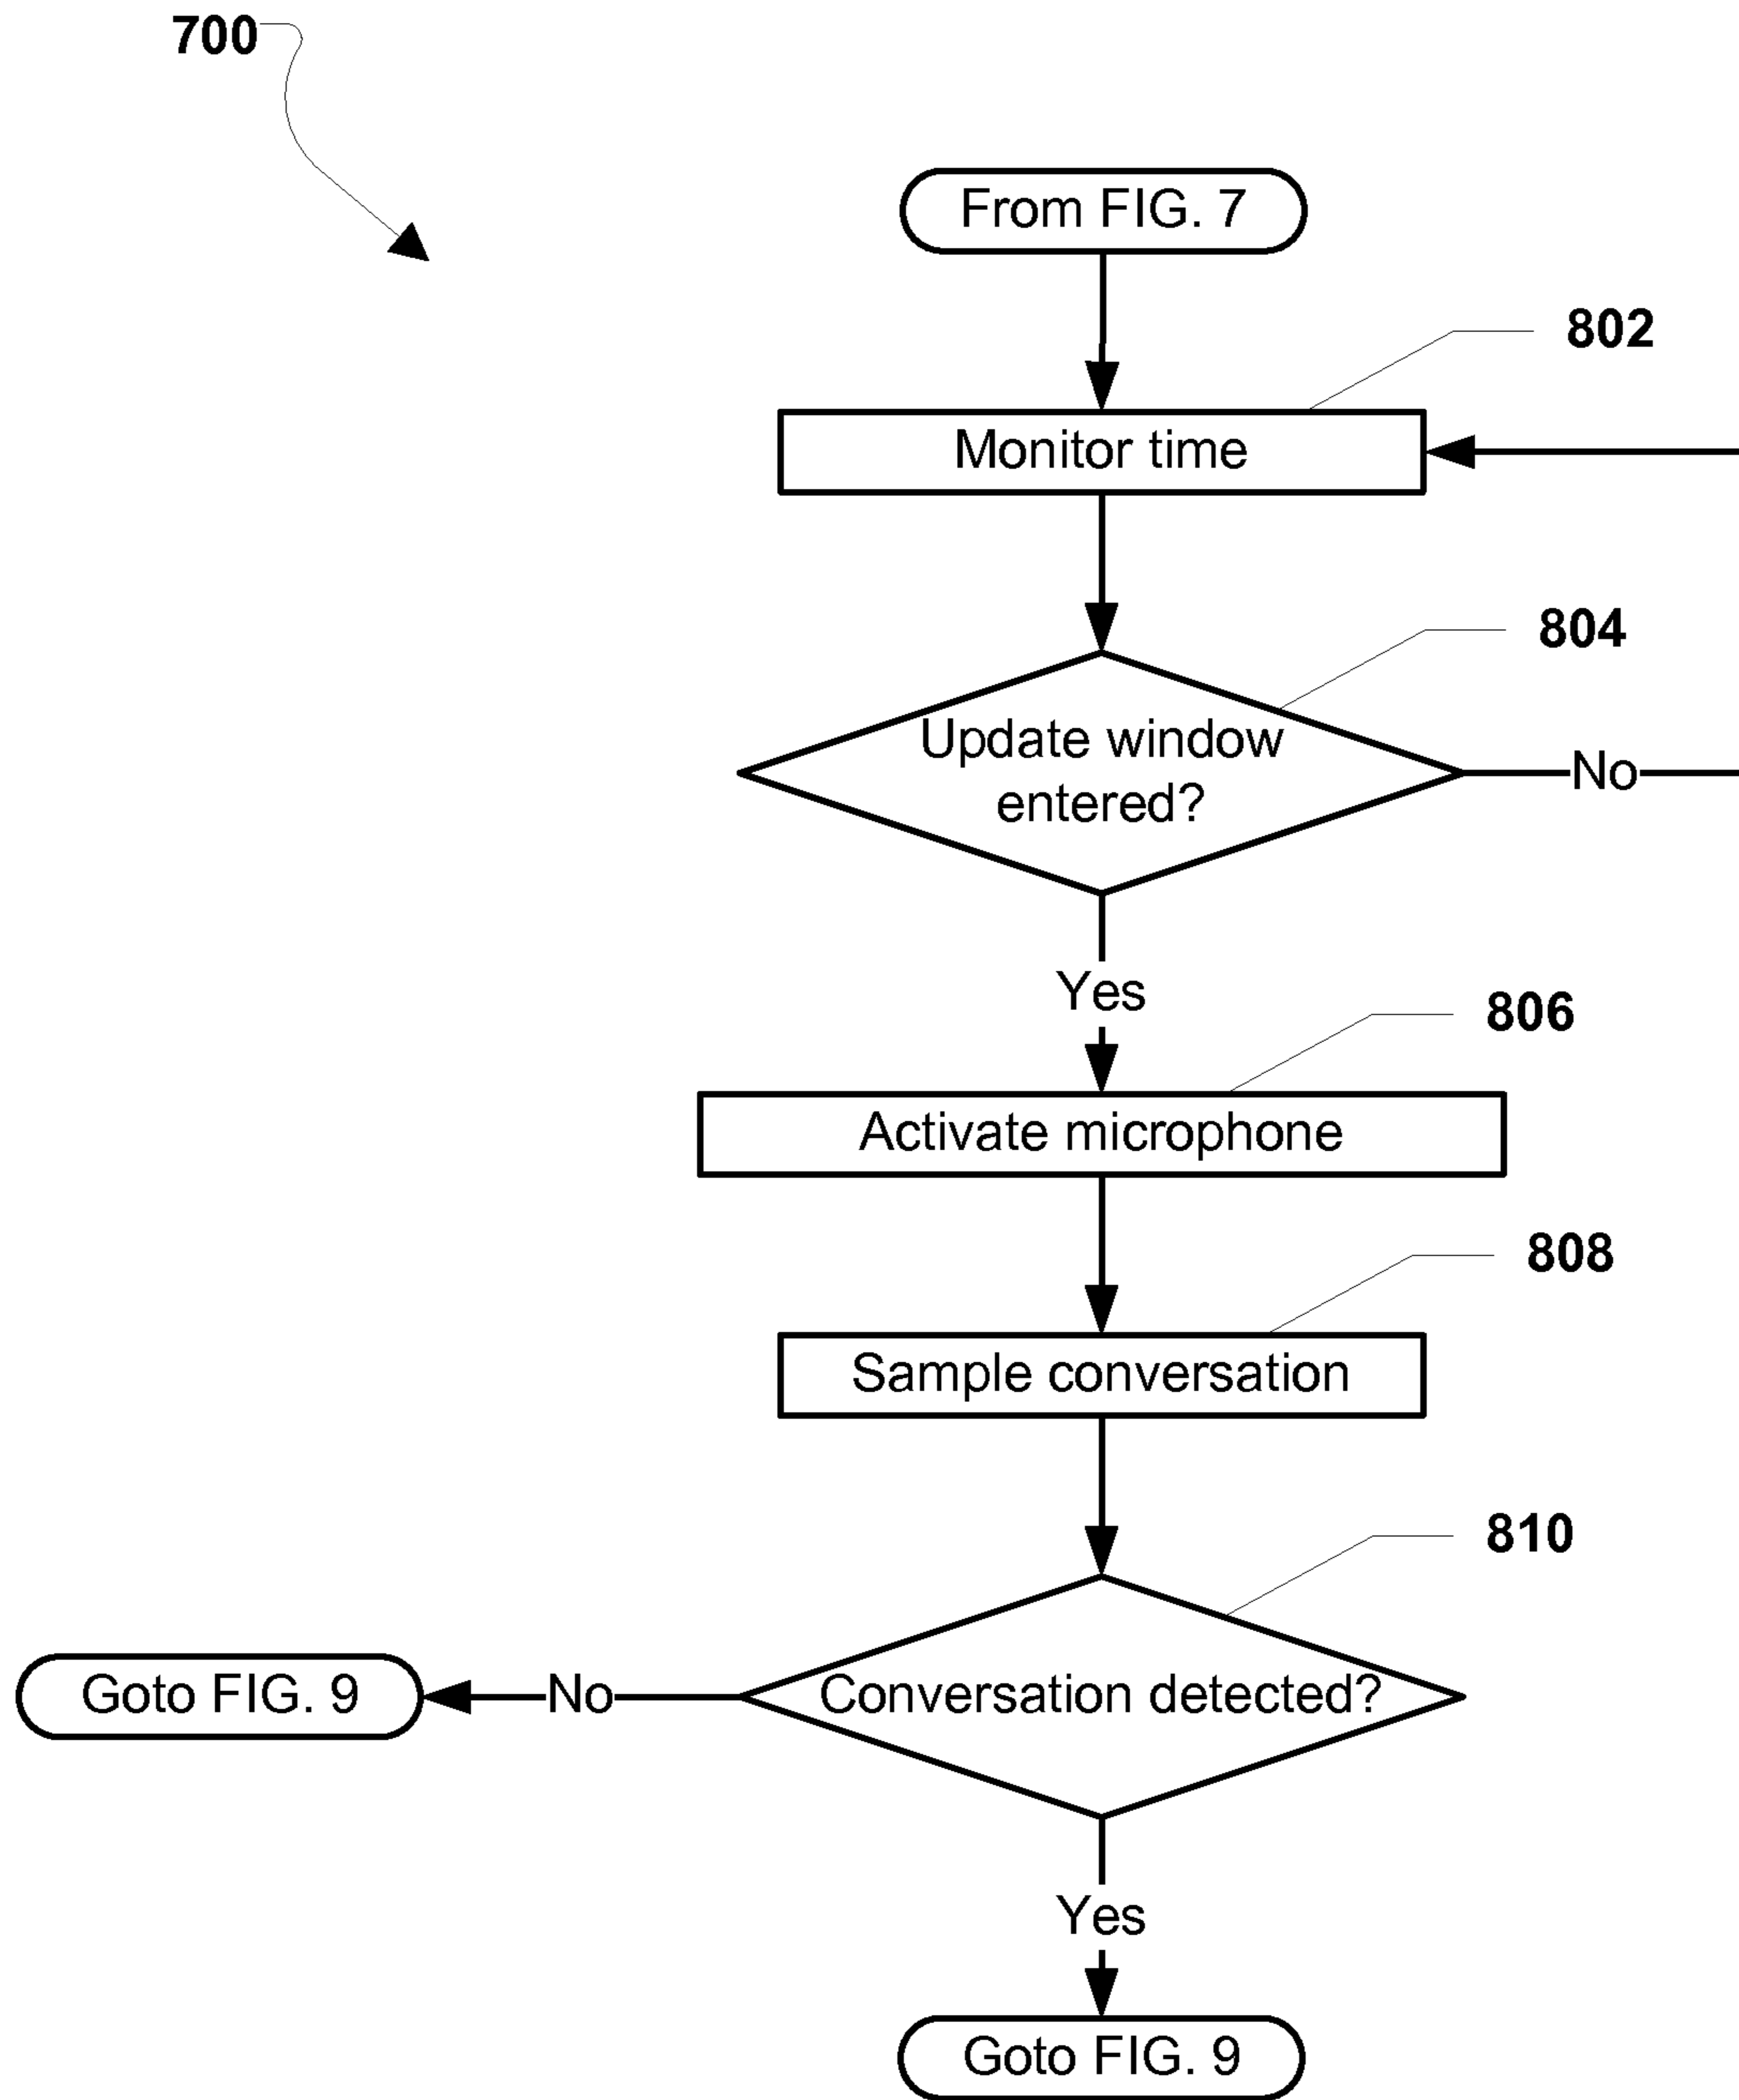 700
From FIG. 7
802
Monitor time
804
Update window
entered?
No
Yes
806
Activate microphone
808
Sample conversation
810
Conversation detected?
No
Goto FIG. 9
Yes
Goto FIG. 9